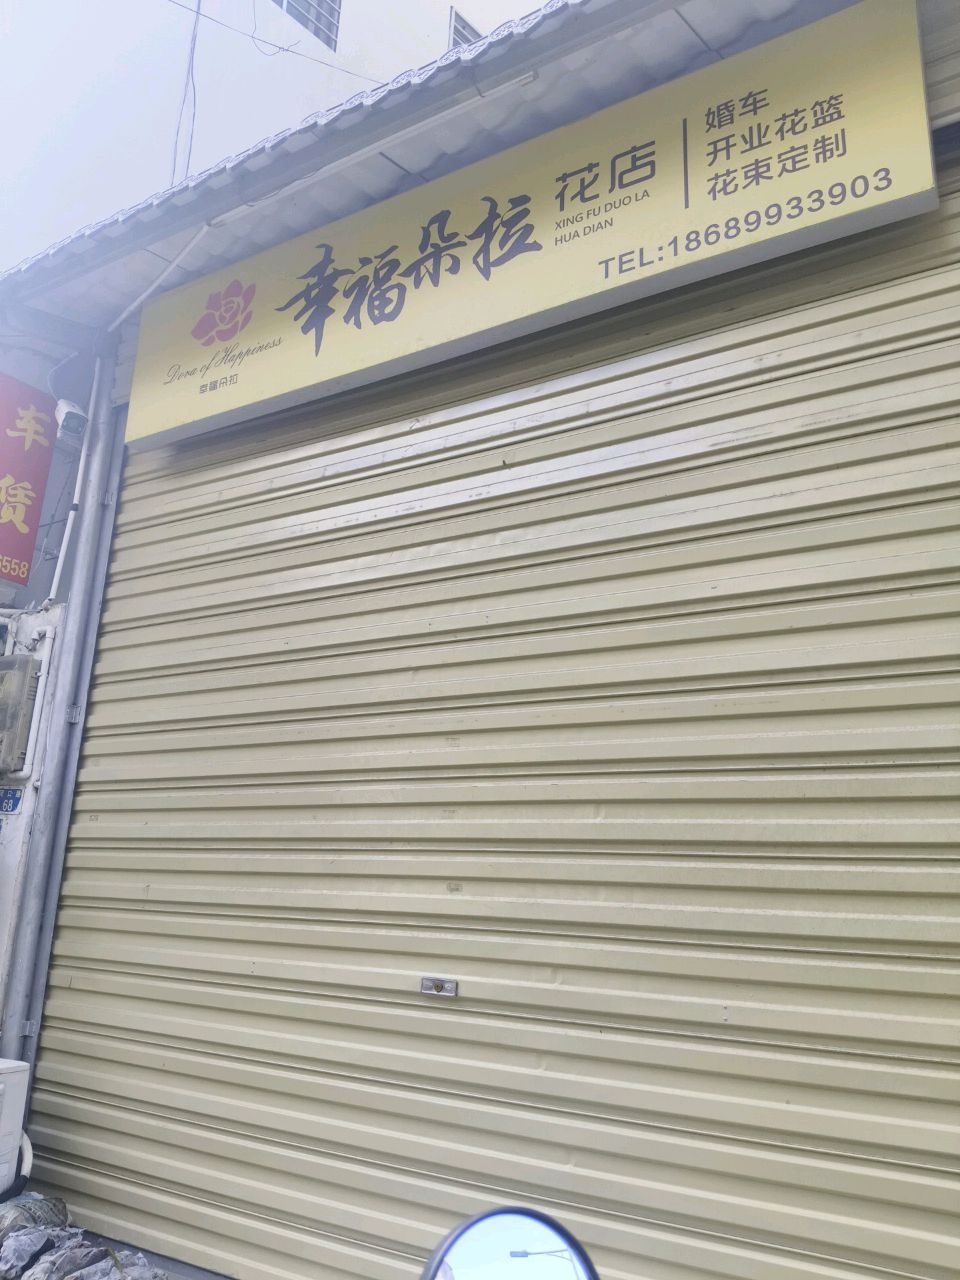 幸福朵拉
花店
XING FU DUO LA
HUA DIAN
婚车
开业花篮
花束定制
TEL:18689933903
Dora of Happiness
幸福朵拉
车
赁
6558
68